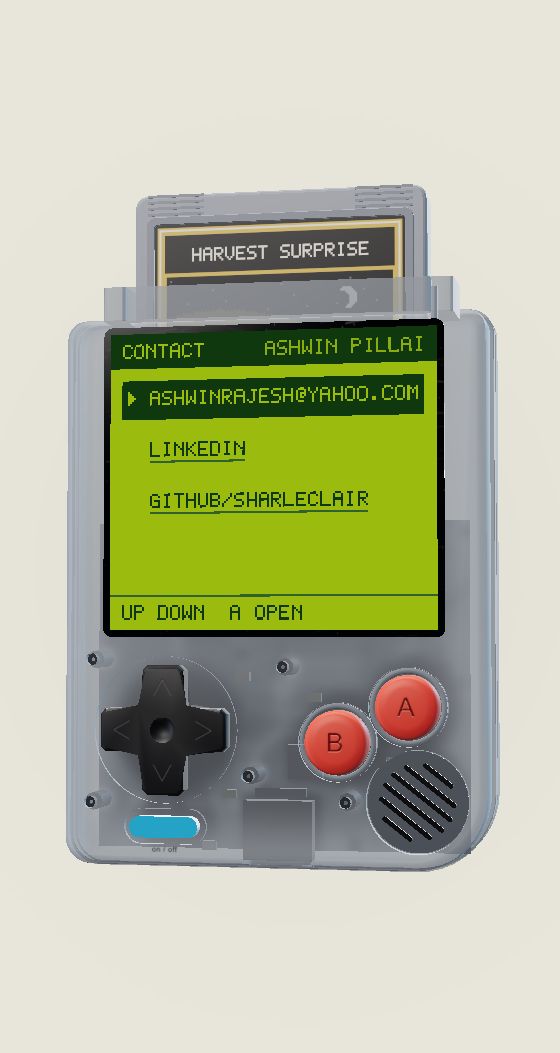 HARVEST SURPRISE
CONTACT ASHWIN PILLAI
ASHWINRAJESH@YAHOO.COM
LINKEDIN
GITHUB/SHARLECLAIR
UP DOWN A OPEN
A
B
on / off